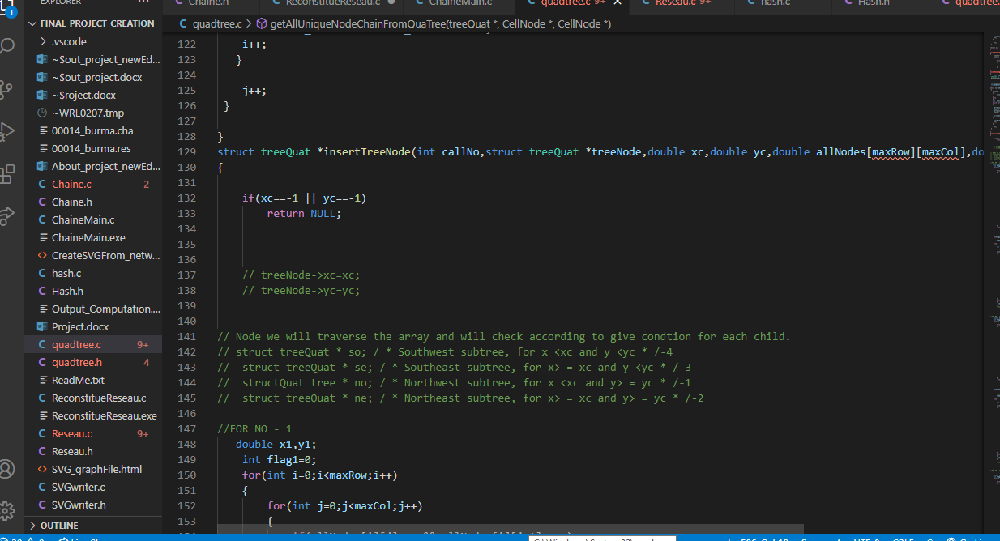 EXPLORER
Chaine.h
ReconstitueReseau.c
ChaineMain.c
quadtree.c 9+
Reseau.c 9+
hash.c
Hash.h
quadtree.
1
FINAL_PROJECT_CREATION
.vscode
~$out_project_newEd...
~$out_project.docx
~$roject.docx
~WRL0207.tmp
00014_burma.cha
00014_burma.res
About_project_newEd...
Chaine.c 2
Chaine.h
ChaineMain.c
ChaineMain.exe
CreateSVGFrom_netw...
hash.c
Hash.h
Output_Computation....
Project.docx
quadtree.c 9+
quadtree.h 4
ReadMe.txt
ReconstitueReseau.c
ReconstitueReseau.exe
Reseau.c 9+
Reseau.h
SVG_graphFile.html
SVGwriter.c
SVGwriter.h
OUTLINE
quadtree.c > getAllUniqueNodeChainFromQuaTree(treeQuat *, CellNode *, CellNode *)
122 i++;
123 }
124
125 j++;
126 }
127
128 }
129 struct treeQuat *insertTreeNode(int callNo,struct treeQuat *treeNode,double xc,double yc,double allNodes[maxRow][maxCol],do
130 {
131
132 if(xc==-1 || yc==-1)
133 return NULL;
134
135
136
137 // treeNode->xc=xc;
138 // treeNode->yc=yc;
139
140
141 // Node we will traverse the array and will check according to give condtion for each child.
142 // struct treeQuat * so; / * Southwest subtree, for x <xc and y <yc * /-4
143 //  struct treeQuat * se; / * Southeast subtree, for x> = xc and y <yc * /-3
144 //  structQuat tree * no; / * Northwest subtree, for x <xc and y> = yc * /-1
145 //  struct treeQuat * ne; / * Northeast subtree, for x> = xc and y> = yc * /-2
146
147 //FOR NO - 1
148 double x1,y1;
149 int flag1=0;
150 for(int i=0;i<maxRow;i++)
151 {
152 for(int j=0;j<maxCol;j++)
153 {